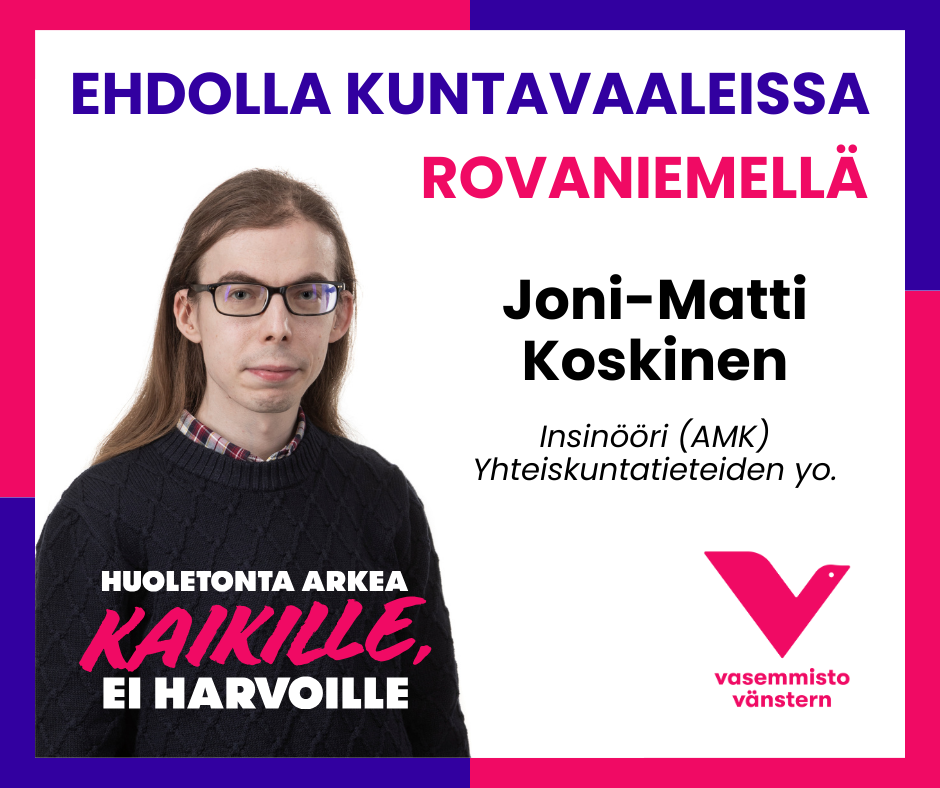 EHDOLLA KUNTAVAALEISSA
ROVANIEMELLÄ
Joni-Matti
Koskinen
Insinööri (AMK)
Yhteiskuntatieteiden yo.
HUOLETONTA ARKEA
KAIKILLE,
EI HARVOILLE
vasemmisto
vänstern